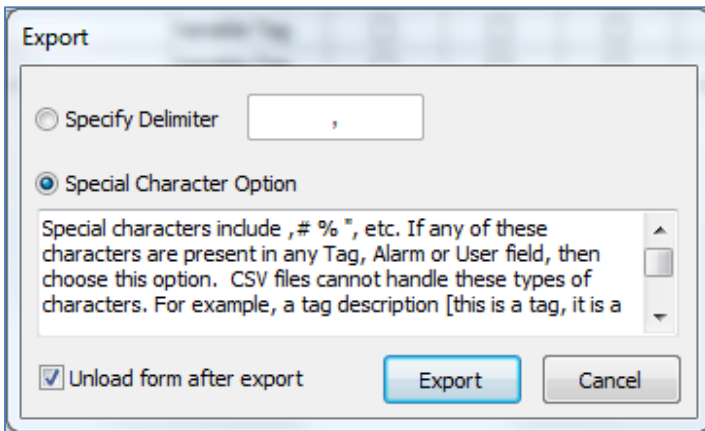 Export
Specify Delimiter ,
Special Character Option
Special characters include ,# % ", etc. If any of these
characters are present in any Tag, Alarm or User field, then
choose this option.  CSV files cannot handle these types of
characters. For example, a tag description [this is a tag, it is a
Unload form after export Export Cancel